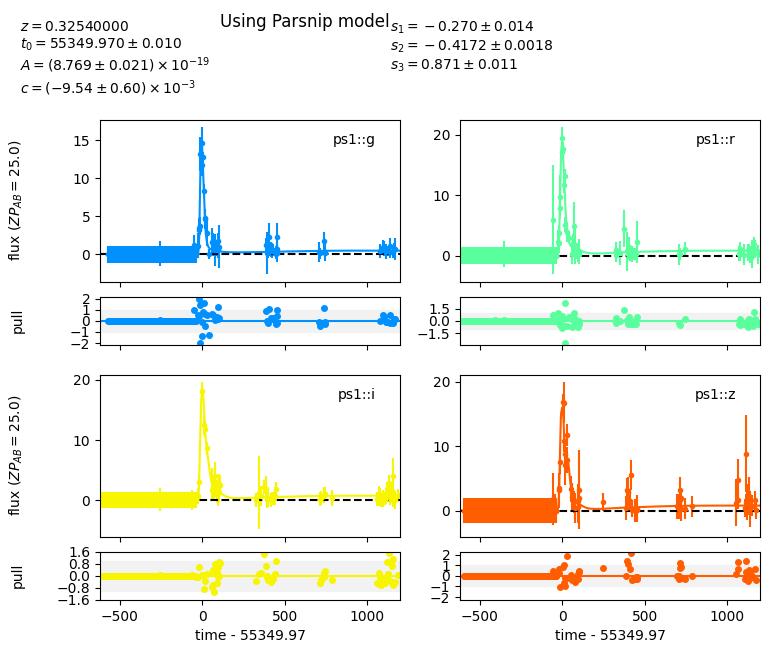 Using Parsnip model
z = 0.32540000
t₀ = 55349.970 ± 0.010
A = (8.769 ± 0.021) × 10⁻¹⁹
c = (−9.54 ± 0.60) × 10⁻³
s₁ = −0.270 ± 0.014
s₂ = −0.4172 ± 0.0018
s₃ = 0.871 ± 0.011
flux (ZP_AB = 25.0)
15
10
5
0
ps1::g
20
10
0
ps1::r
pull
2
1
0
−1
−2
1.5
0.0
−1.5
flux (ZP_AB = 25.0)
20
10
0
ps1::i
20
10
0
ps1::z
pull
1.6
0.8
0.0
−0.8
−1.6
2
1
0
−1
−2
−500 0 500 1000
time - 55349.97
−500 0 500 1000
time - 55349.97